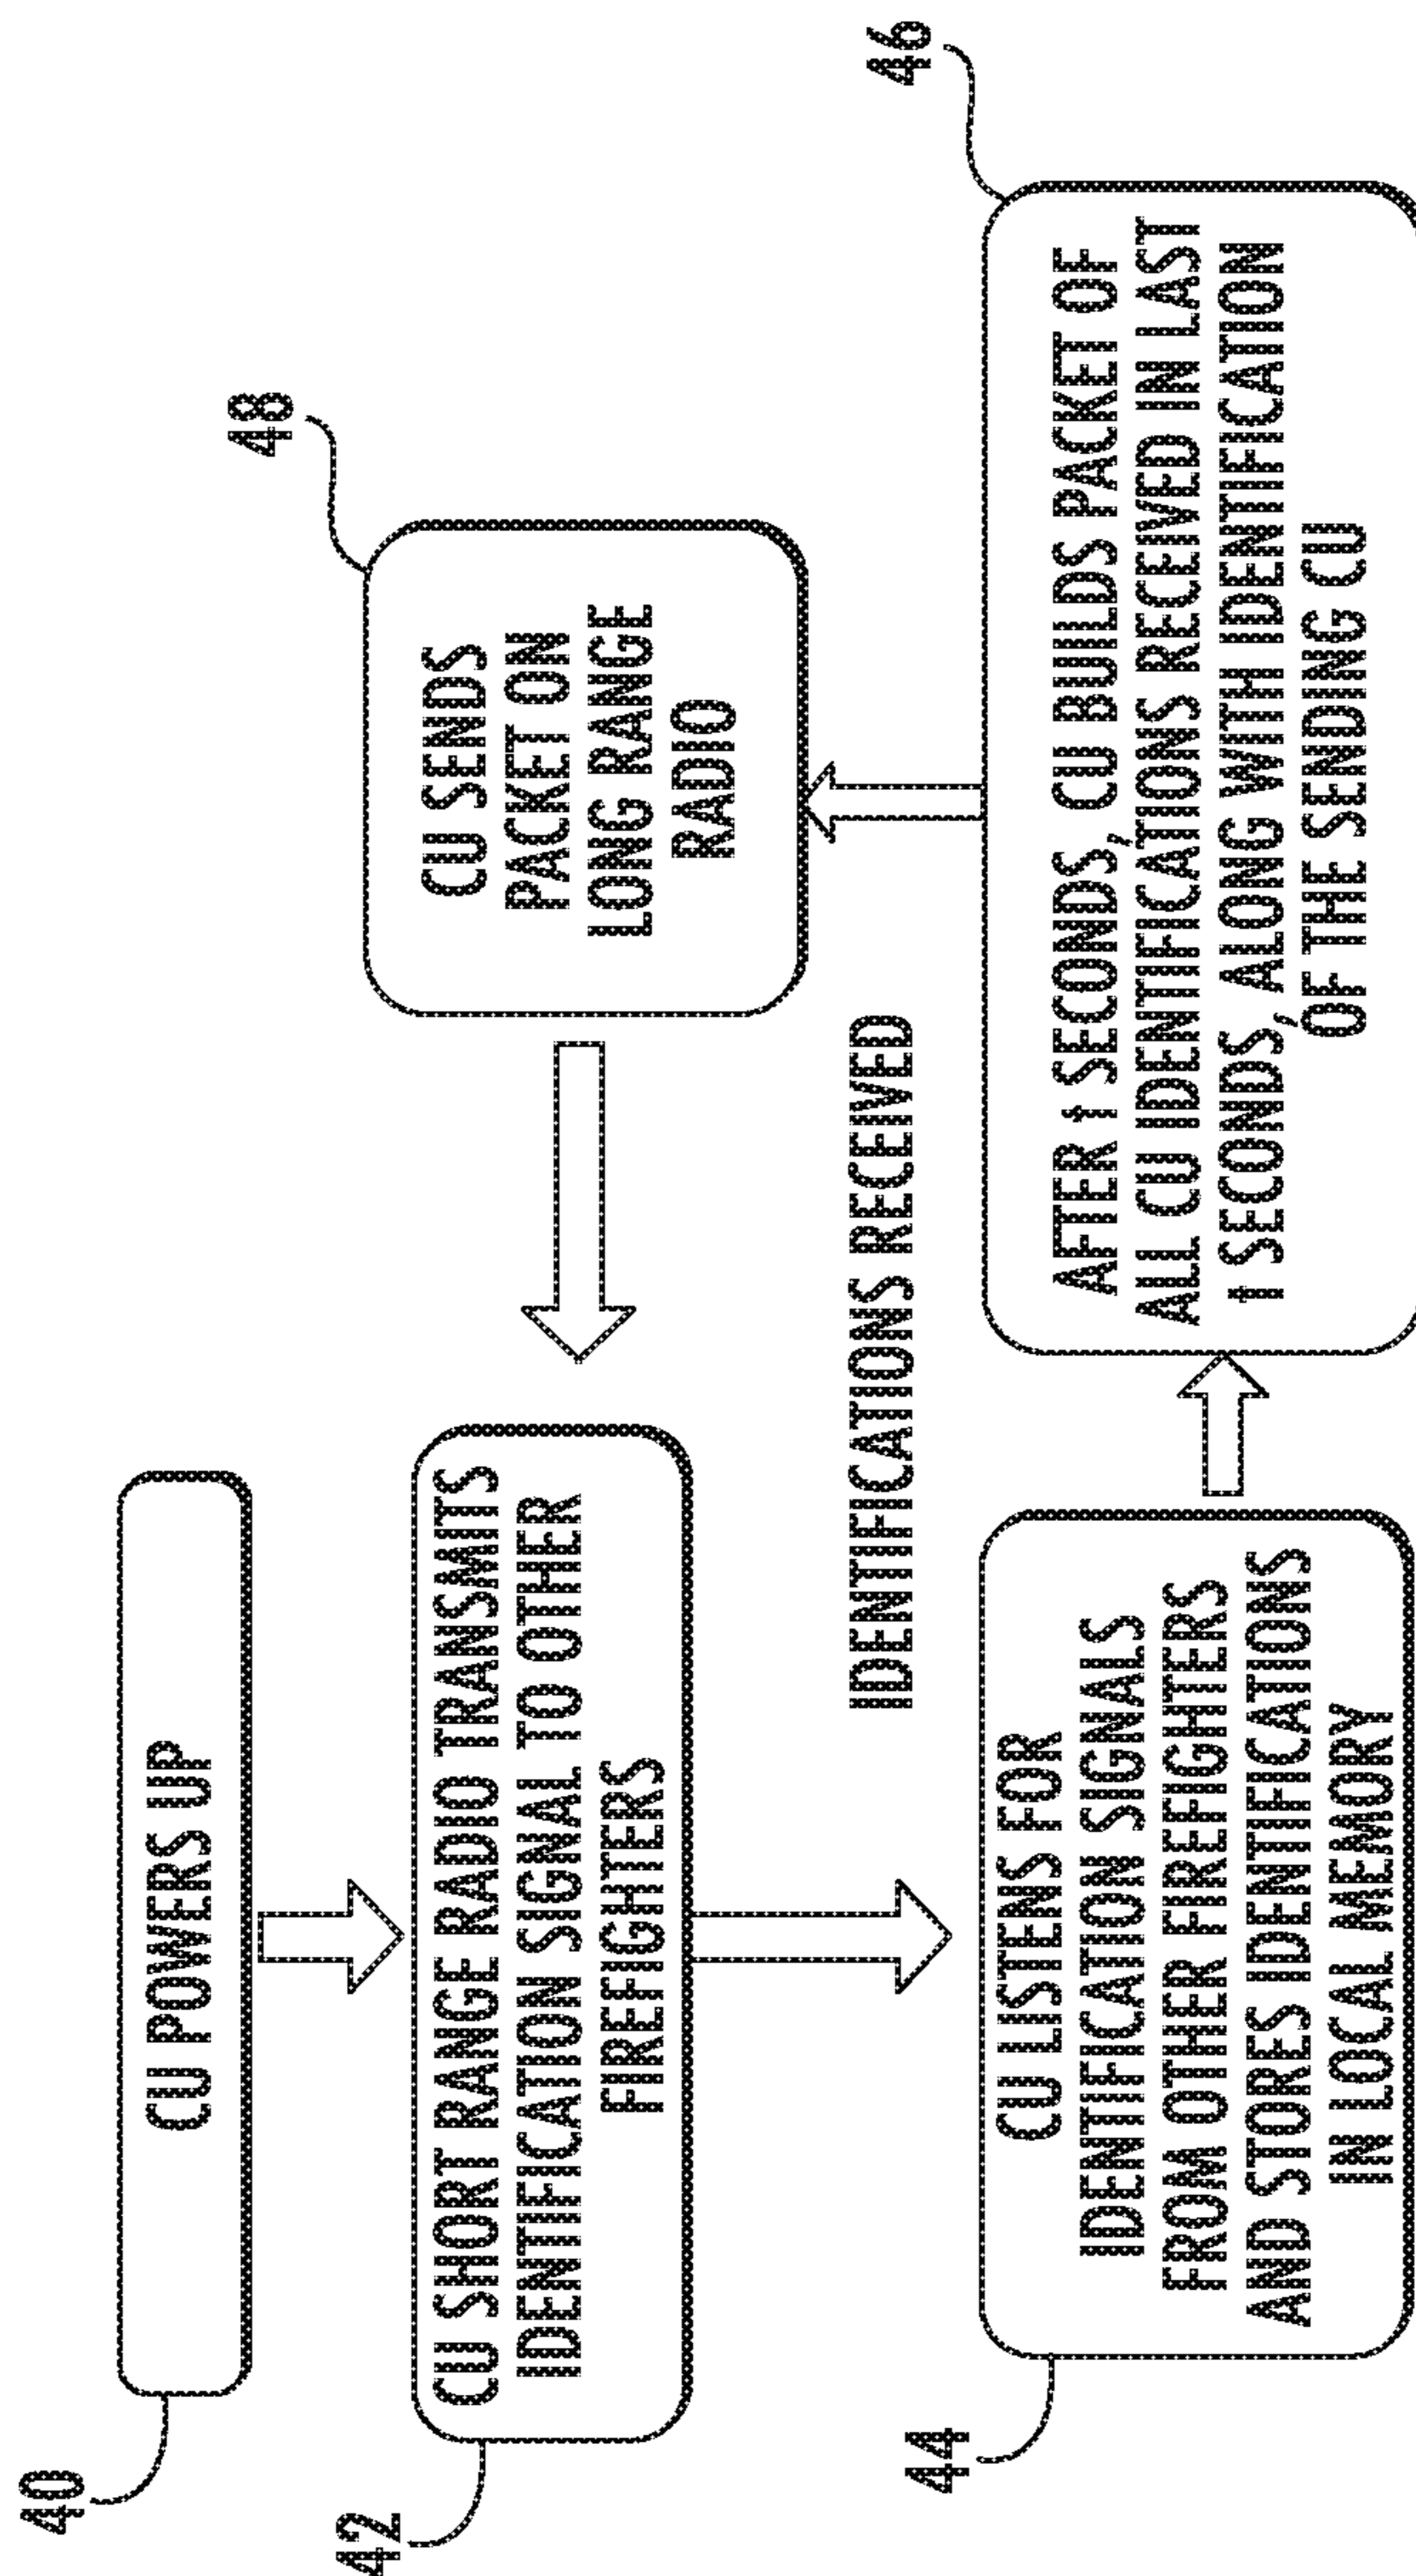 40
CU POWERS UP
42
CU SHORT RANGE RADIO TRANSMITS
IDENTIFICATION SIGNAL TO OTHER
FIREFIGHTERS
44
CU LISTENS FOR
IDENTIFICATION SIGNALS
FROM OTHER FIREFIGHTERS
AND STORES IDENTIFICATIONS
IN LOCAL MEMORY
IDENTIFICATIONS RECEIVED
46
AFTER t SECONDS, CU BUILDS PACKET OF
ALL CU IDENTIFICATIONS RECEIVED IN LAST
t SECONDS, ALONG WITH IDENTIFICATION
OF THE SENDING CU
48
CU SENDS
PACKET ON
LONG RANGE
RADIO